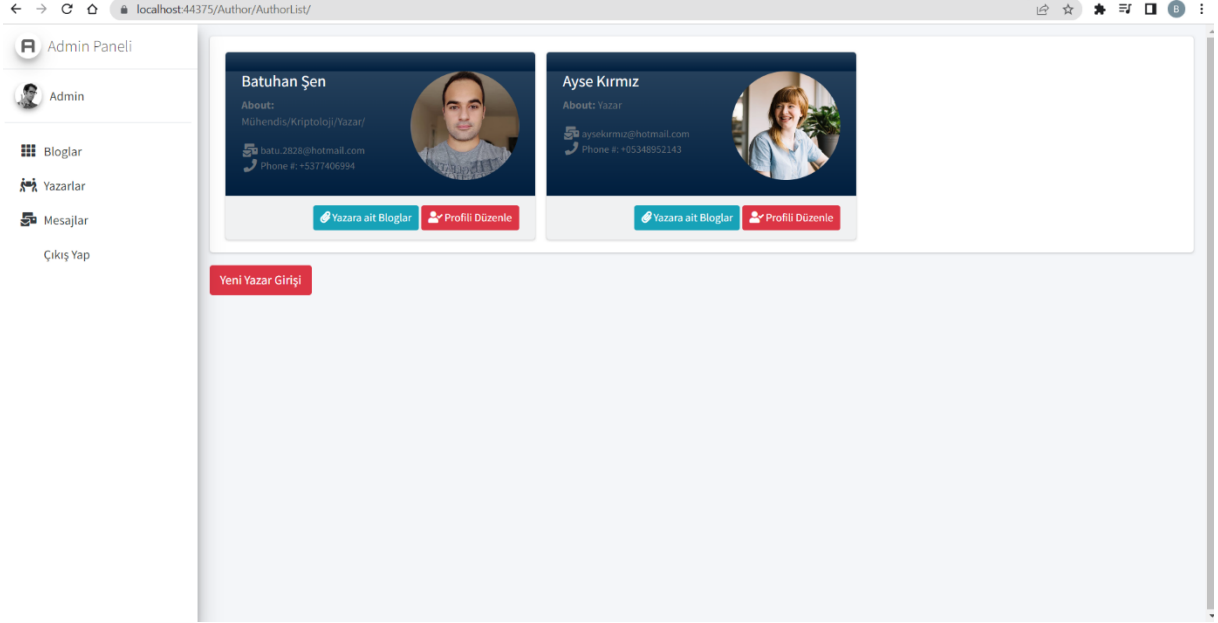 localhost:44375/Author/AuthorList/
B
Admin Paneli
Admin
Bloglar
Yazarlar
Mesajlar
Çıkış Yap
Batuhan Şen
About:
Mühendis/Kriptoloji/Yazar/
batu.2828@hotmail.com
Phone #: +5377406994
Yazara ait Bloglar
Profili Düzenle
Ayse Kırmız
About: Yazar
aysekırmız@hotmail.com
Phone #: +05348952143
Yazara ait Bloglar
Profili Düzenle
Yeni Yazar Girişi